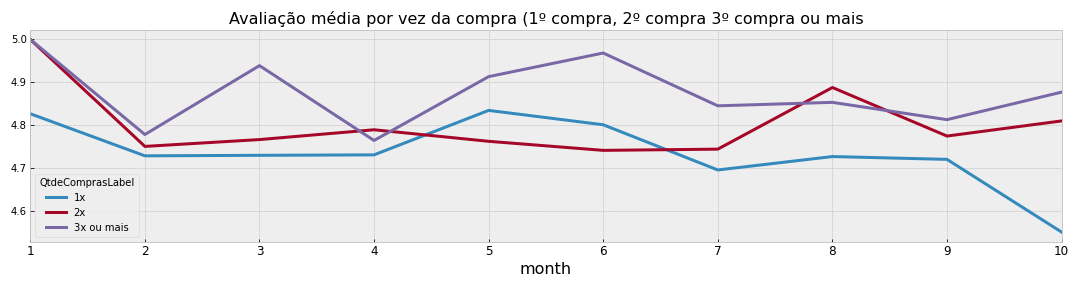 Avaliação média por vez da compra (1º compra, 2º compra 3º compra ou mais
5.0
4.9
4.8
4.7
4.6
QtdeComprasLabel
1x
2x
3x ou mais
1 2 3 4 5 6 7 8 9 10
month